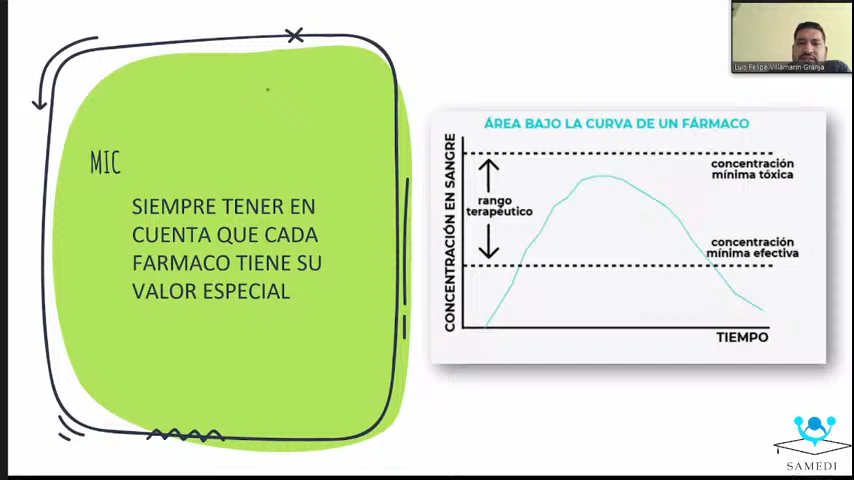 MIC
SIEMPRE TENER EN
CUENTA QUE CADA
FARMACO TIENE SU
VALOR ESPECIAL
ÁREA BAJO LA CURVA DE UN FÁRMACO
CONCENTRACIÓN EN SANGRE
concentración
mínima tóxica
rango
terapéutico
concentración
mínima efectiva
TIEMPO
Luis Felipe Villamarin Granja
SAMEDI